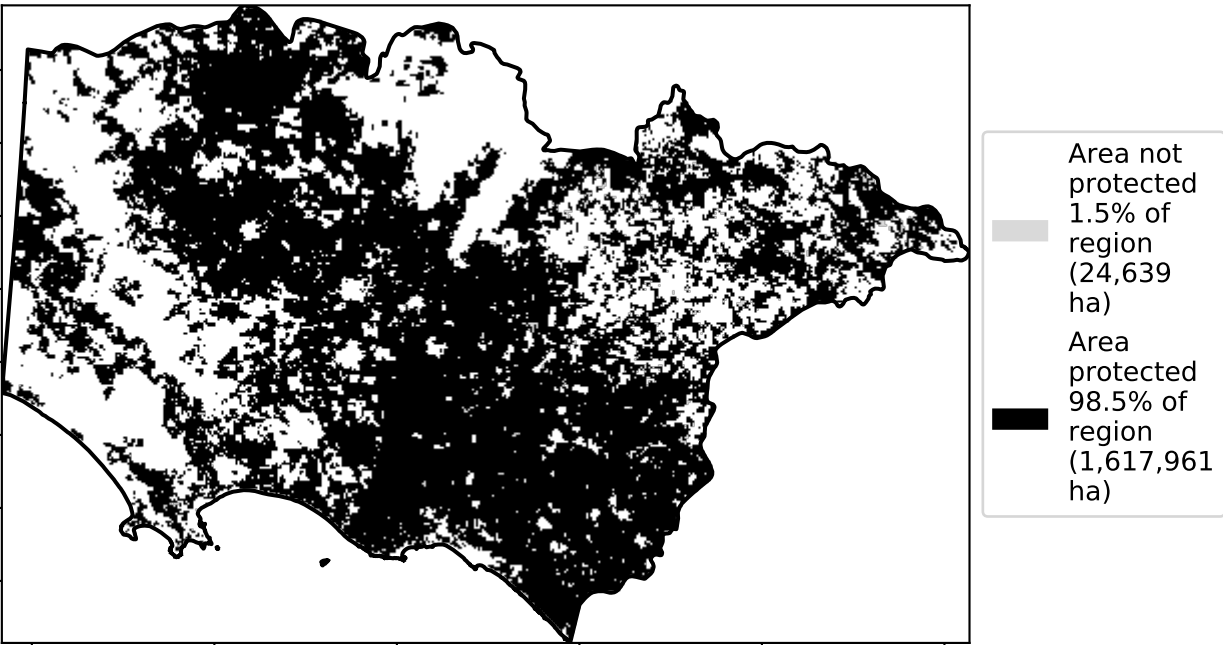 Area not
protected
1.5% of
region
(24,639
ha)
Area
protected
98.5% of
region
(1,617,961
ha)